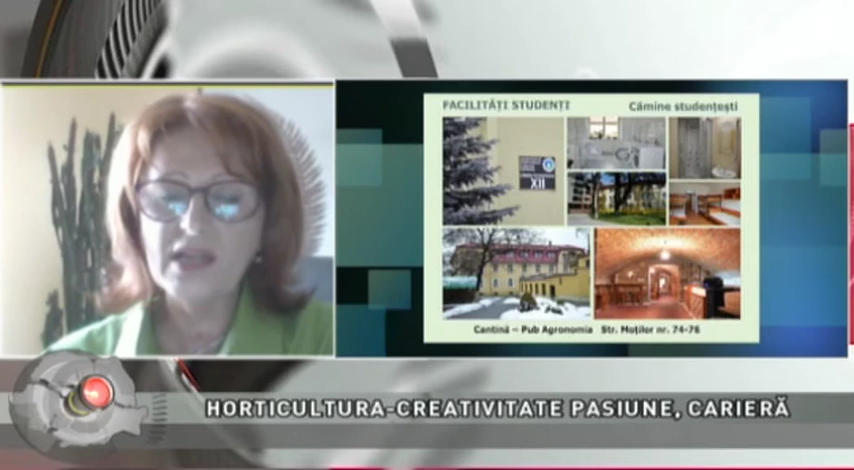 FACILITĂȚI STUDENȚI
Cămine studențești
XII
Cantină – Pub Agronomia Str. Moților nr. 74-76
HORTICULTURA-CREATIVITATE PASIUNE, CARIERĂ